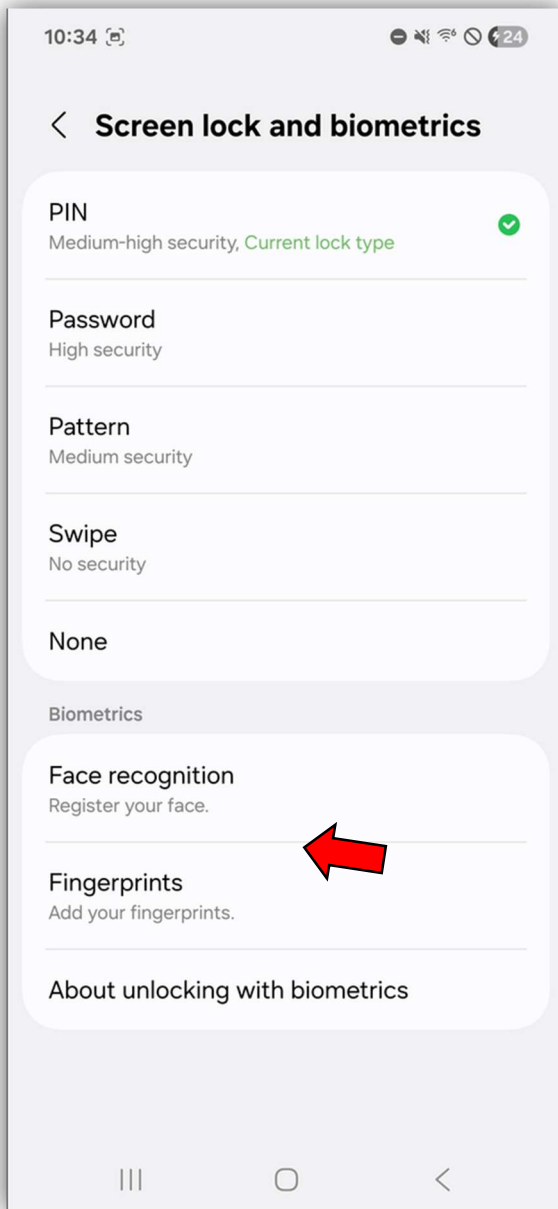 10:34
24
Screen lock and biometrics
PIN
Medium-high security, Current lock type
Password
High security
Pattern
Medium security
Swipe
No security
None
Biometrics
Face recognition
Register your face.
Fingerprints
Add your fingerprints.
About unlocking with biometrics